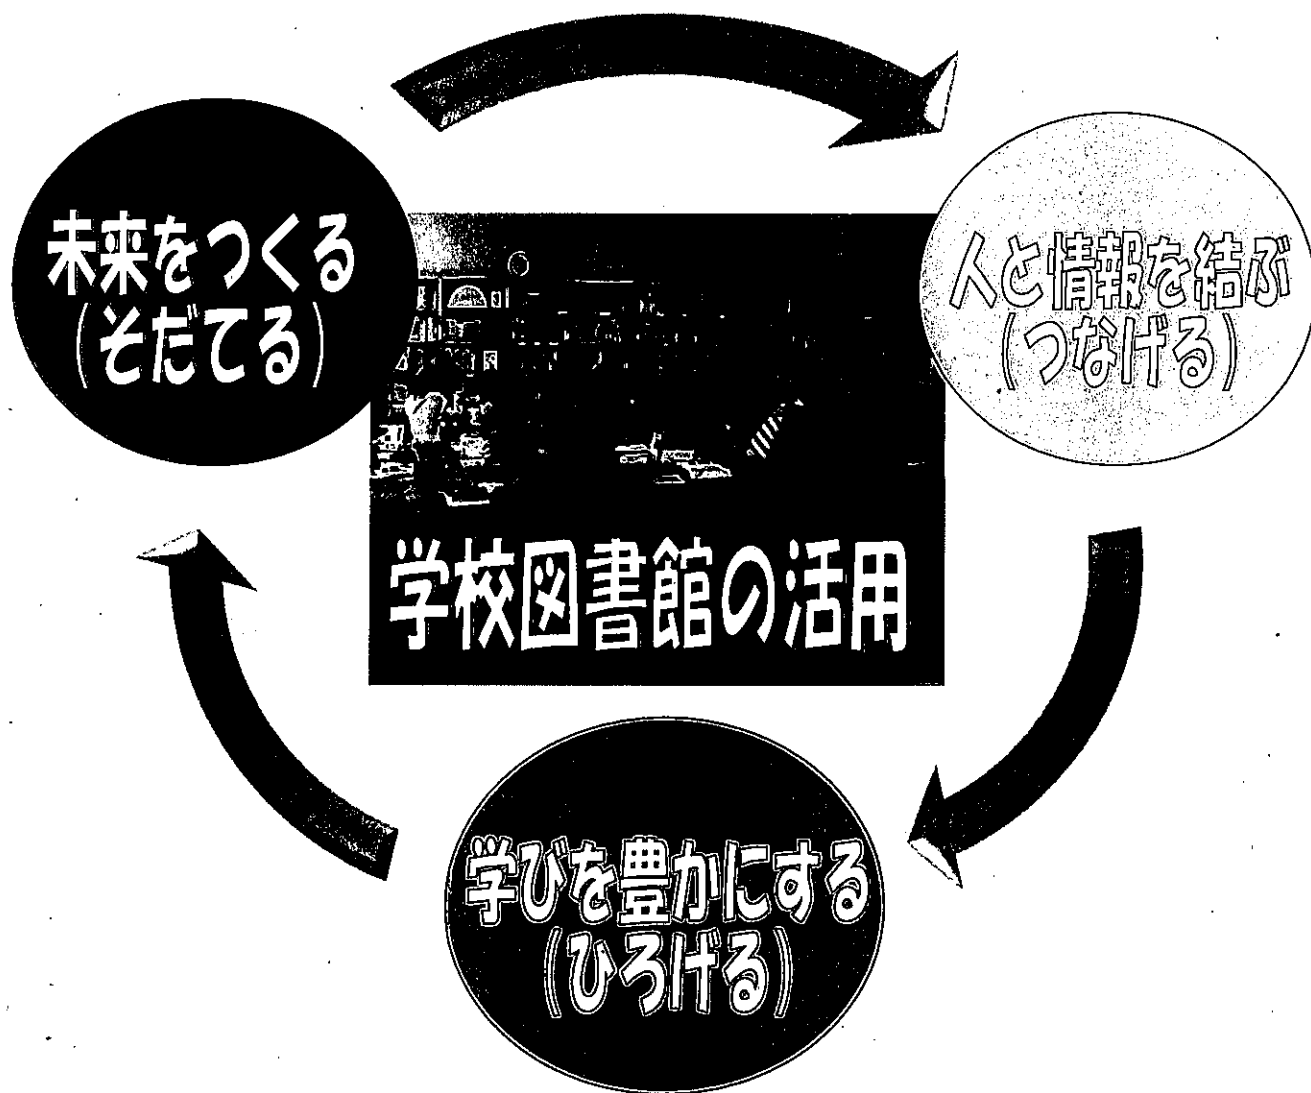 未来をつくる
(そだてる)
人と情報を結ぶ
(つなげる)
学校図書館の活用
学びを豊かにする
(ひろげる)